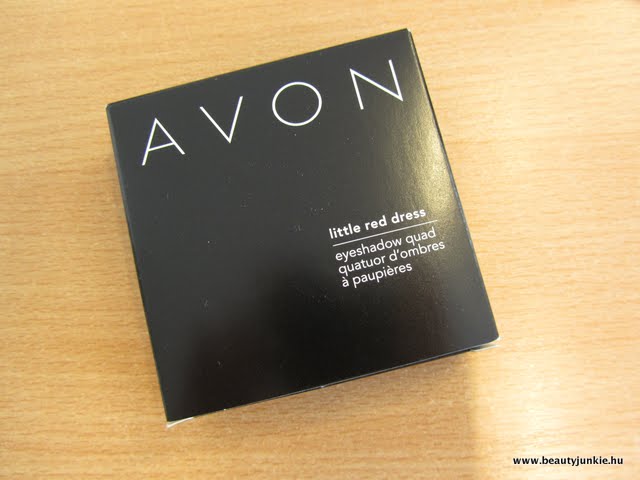 AVON
little red dress
eyeshadow quad
quatuor d'ombres
à paupières
www.beautyjunkie.hu